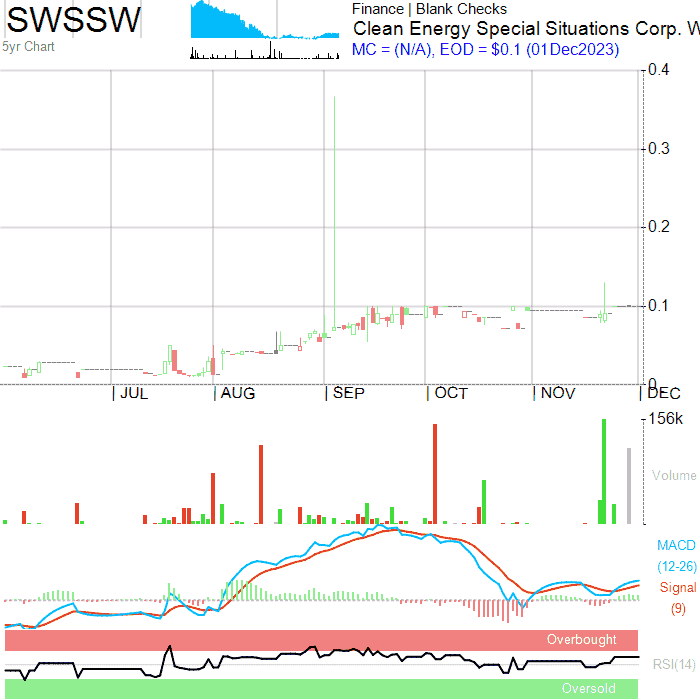 SWSSW
5yr Chart
Finance | Blank Checks
Clean Energy Special Situations Corp. W
MC = (N/A), EOD = $0.1 (01Dec2023)
0.4
0.3
0.2
0.1
0
| JUL | AUG | SEP | OCT | NOV | DEC
156k
Volume
MACD
(12-26)
Signal
(9)
Overbought
RSI(14)
Oversold